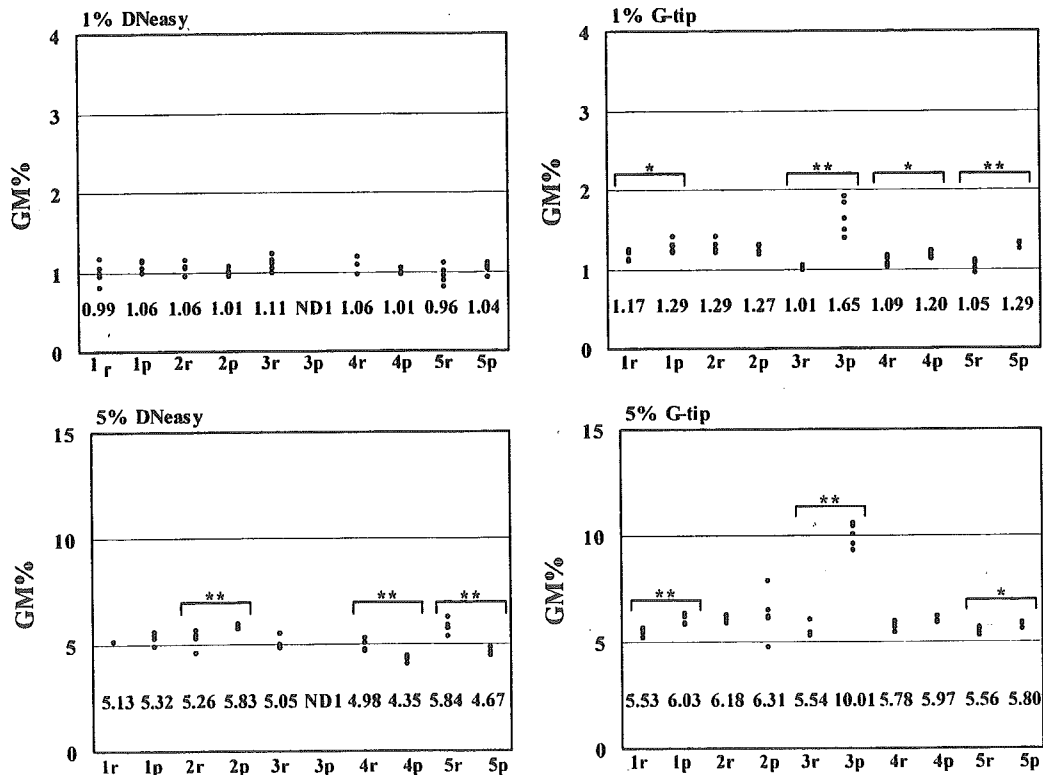 1% DNeasy
4
3
2
1
0
GM%
0.99 1.06 1.06 1.01 1.11 ND1 1.06 1.01 0.96 1.04
1r 1p 2r 2p 3r 3p 4r 4p 5r 5p
1% G-tip
4
3
2
1
0
GM%
* ** * **
1.17 1.29 1.29 1.27 1.01 1.65 1.09 1.20 1.05 1.29
1r 1p 2r 2p 3r 3p 4r 4p 5r 5p
5% DNeasy
15
10
5
0
GM%
** ** **
5.13 5.32 5.26 5.83 5.05 ND1 4.98 4.35 5.84 4.67
1r 1p 2r 2p 3r 3p 4r 4p 5r 5p
5% G-tip
15
10
5
0
GM%
** ** *
5.53 6.03 6.18 6.31 5.54 10.01 5.78 5.97 5.56 5.80
1r 1p 2r 2p 3r 3p 4r 4p 5r 5p